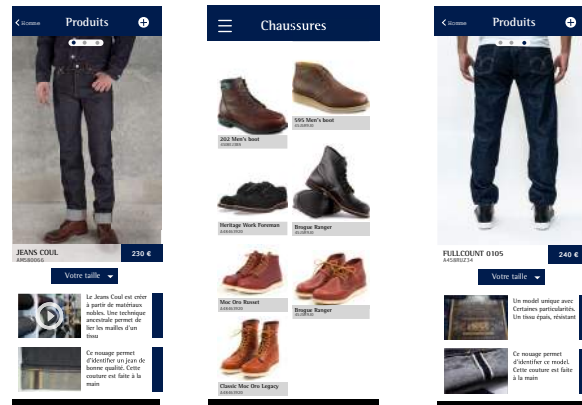 Homme
Produits
JEANS COUL
230 €
Votre taille
Le Jeans Coul est créer
à partir de matériaux
nobles. Une technique
ancestrale permet de
lier les mailles d'un
tissu
Ce nouage permet
d'identifier un jean de
bonne qualité. Cette
couture est faite à la
main
Chaussures
202 Men's boot
595 Men's boot
Heritage Work Foreman
Brogue Ranger
Moc Oro Russet
Brogue Ranger
Classic Moc Oro Legacy
Homme
Produits
FULLCOUNT 0105
A458RUZ34
240 €
Votre taille
Un model unique avec
Certaines particularités.
Un tissu épais, résistant
Ce nouage permet
d'identifier ce model.
Cette couture est faite à
la main